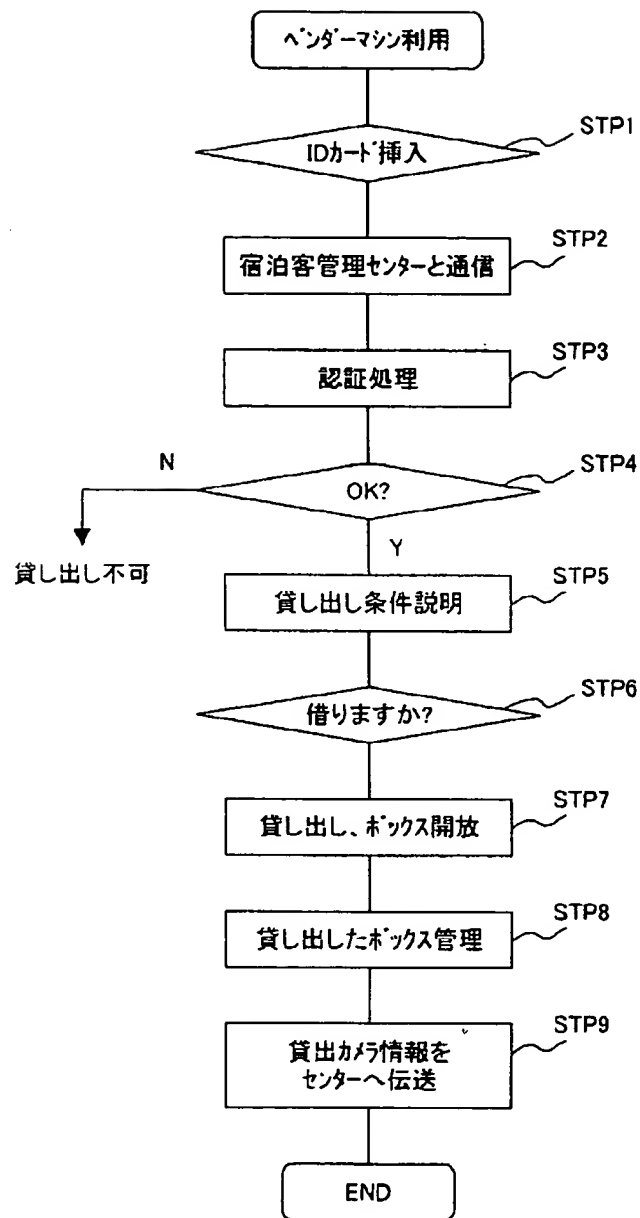 ベンダーマシン利用
STP1
IDカード挿入
STP2
宿泊客管理センターと通信
STP3
認証処理
STP4
N
OK?
Y
貸し出し不可
STP5
貸し出し条件説明
STP6
借りますか?
STP7
貸し出し、ボックス開放
STP8
貸し出したボックス管理
STP9
貸出カメラ情報を
センターへ伝送
END